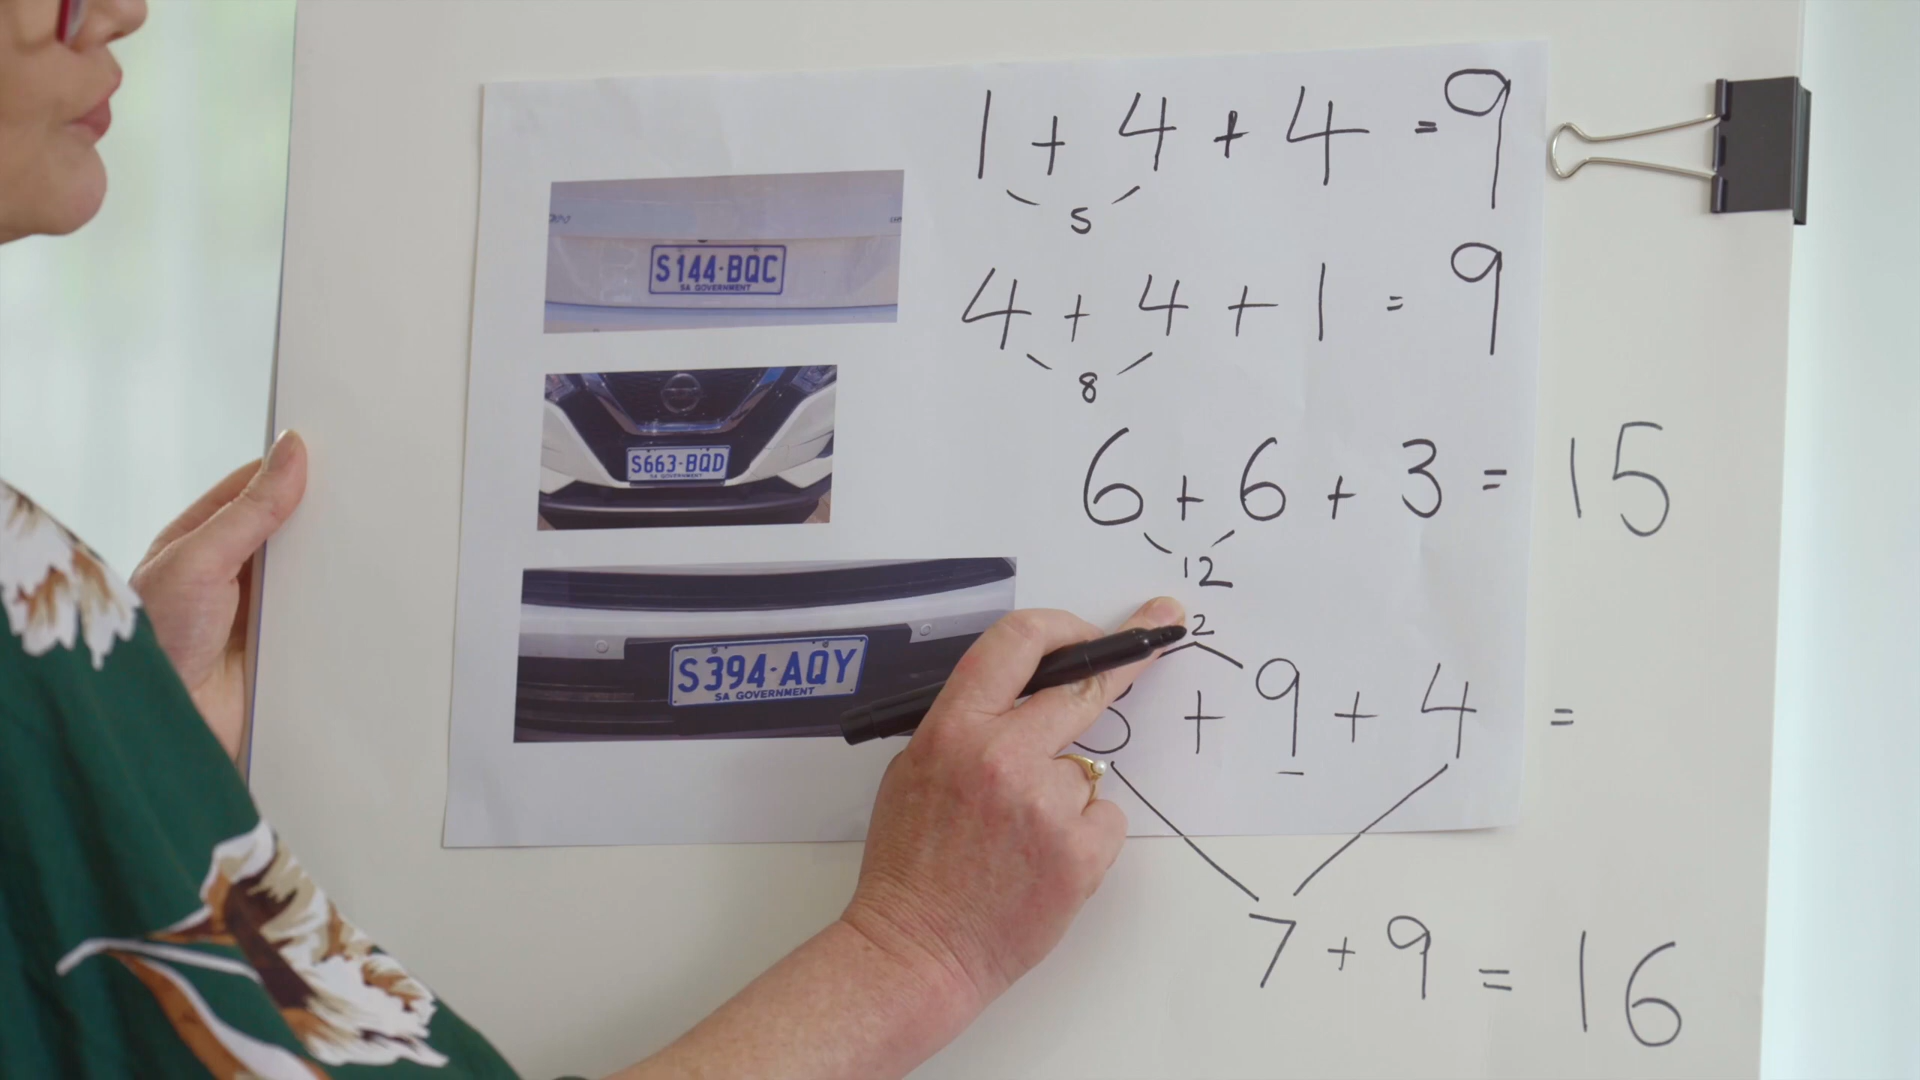 1 + 4 + 4 = 9
5
S144·BQC
SA GOVERNMENT
4 + 4 + 1 = 9
8
S663·BQD
SA GOVERNMENT
6 + 6 + 3 = 15
12
2
S394·AQY
SA GOVERNMENT
3 + 9 + 4 =
7 + 9 = 16